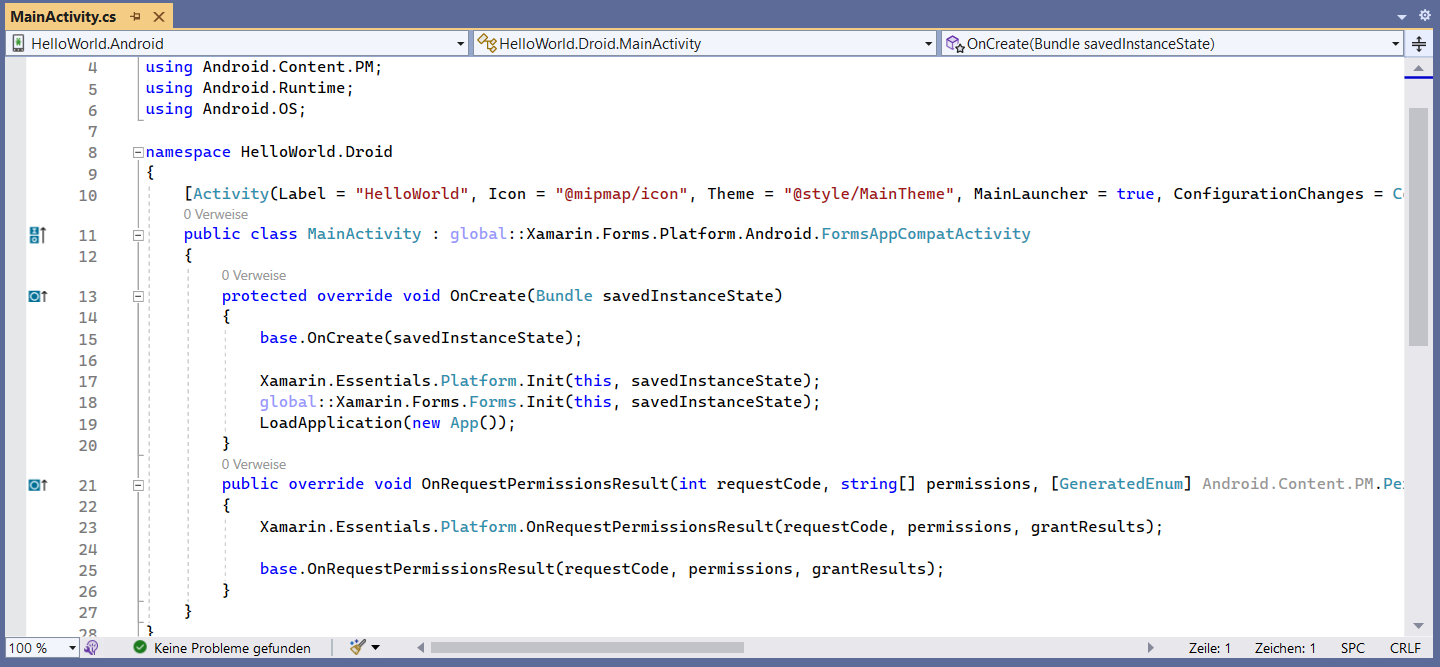 MainActivity.cs
HelloWorld.Android HelloWorld.Droid.MainActivity OnCreate(Bundle savedInstanceState)
4 using Android.Content.PM;
5 using Android.Runtime;
6 using Android.OS;
7
8 namespace HelloWorld.Droid
9 {
10 [Activity(Label = "HelloWorld", Icon = "@mipmap/icon", Theme = "@style/MainTheme", MainLauncher = true, ConfigurationChanges = C
0 Verweise
11 public class MainActivity : global::Xamarin.Forms.Platform.Android.FormsAppCompatActivity
12 {
0 Verweise
13 protected override void OnCreate(Bundle savedInstanceState)
14 {
15 base.OnCreate(savedInstanceState);
16
17 Xamarin.Essentials.Platform.Init(this, savedInstanceState);
18 global::Xamarin.Forms.Forms.Init(this, savedInstanceState);
19 LoadApplication(new App());
20 }
0 Verweise
21 public override void OnRequestPermissionsResult(int requestCode, string[] permissions, [GeneratedEnum] Android.Content.PM.Pe
22 {
23 Xamarin.Essentials.Platform.OnRequestPermissionsResult(requestCode, permissions, grantResults);
24
25 base.OnRequestPermissionsResult(requestCode, permissions, grantResults);
26 }
27 }
28 }
100 % Keine Probleme gefunden Zeile: 1 Zeichen: 1 SPC CRLF